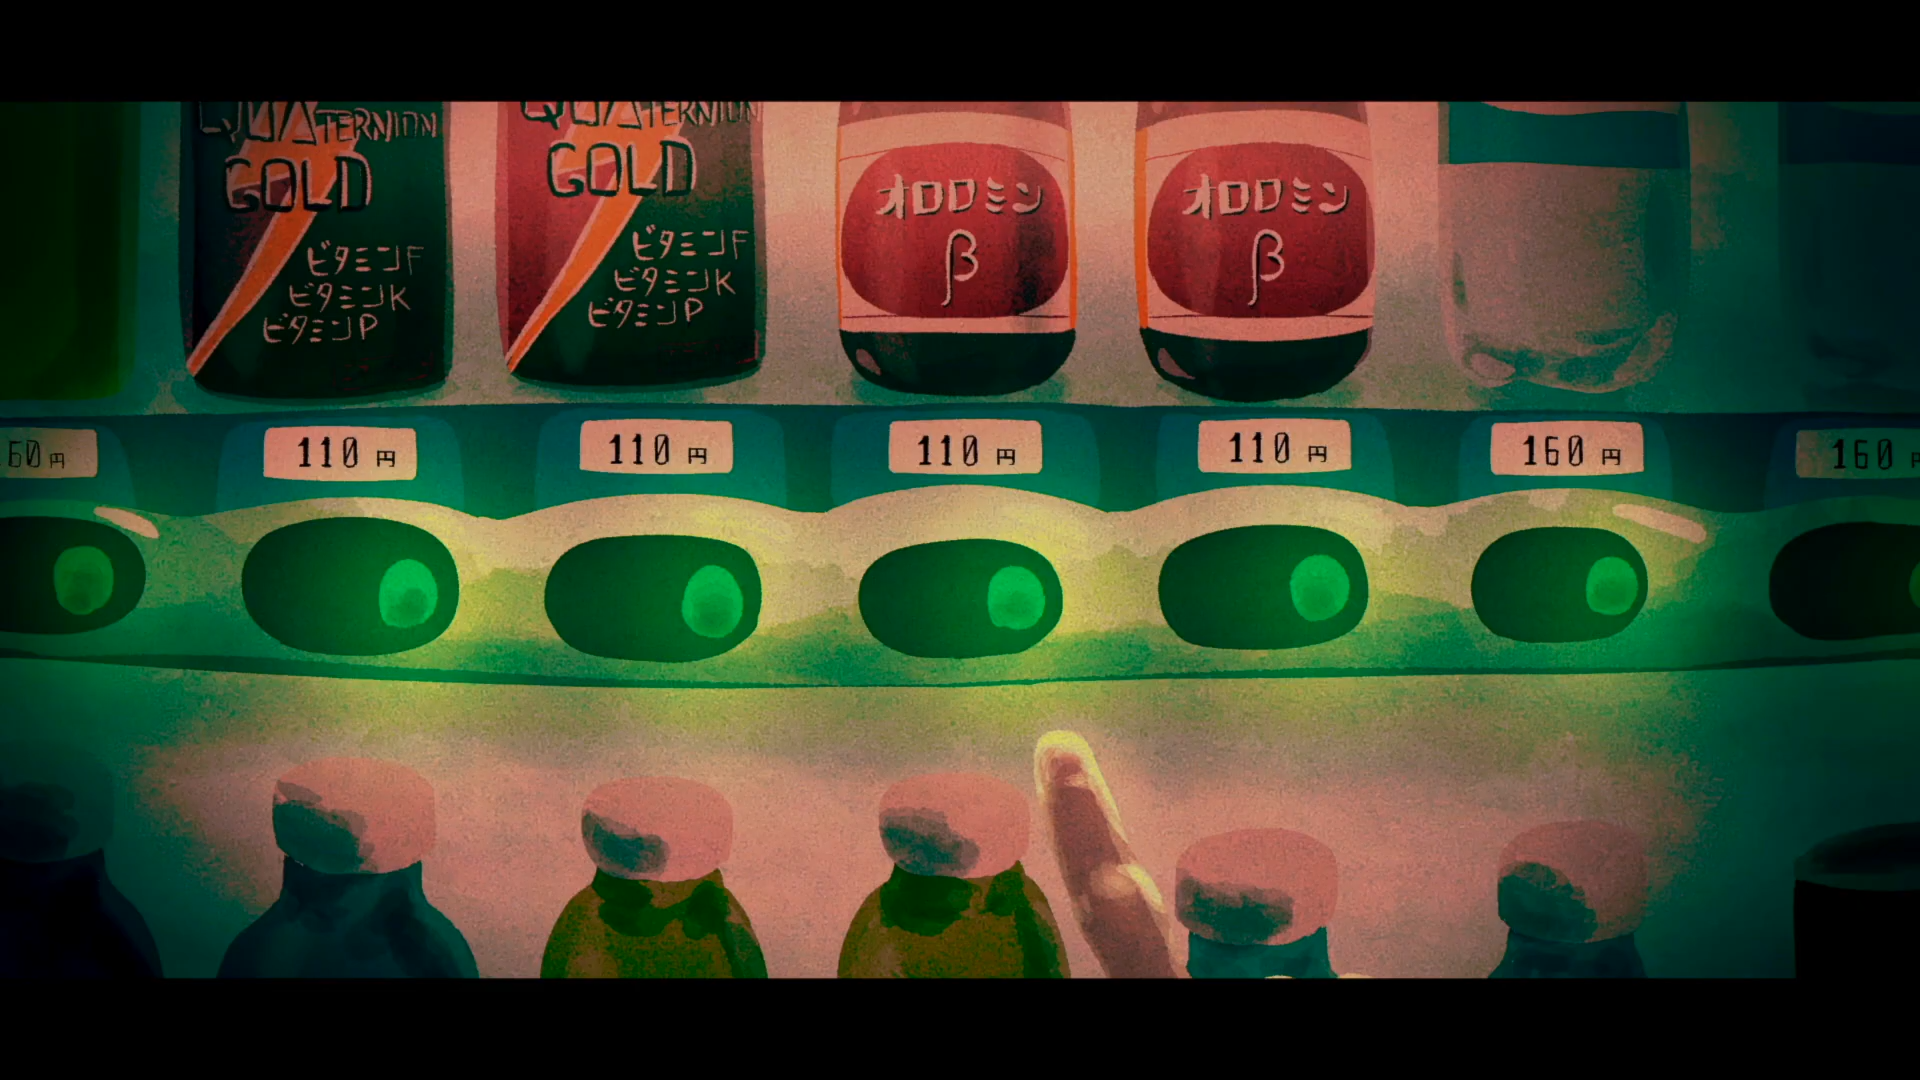 QUATERNION
GOLD
ビタミンF
ビタミンK
ビタミンP
QUATERNION
GOLD
ビタミンF
ビタミンK
ビタミンP
オロロミン
β
オロロミン
β
60円
110円
110円
110円
110円
160円
160